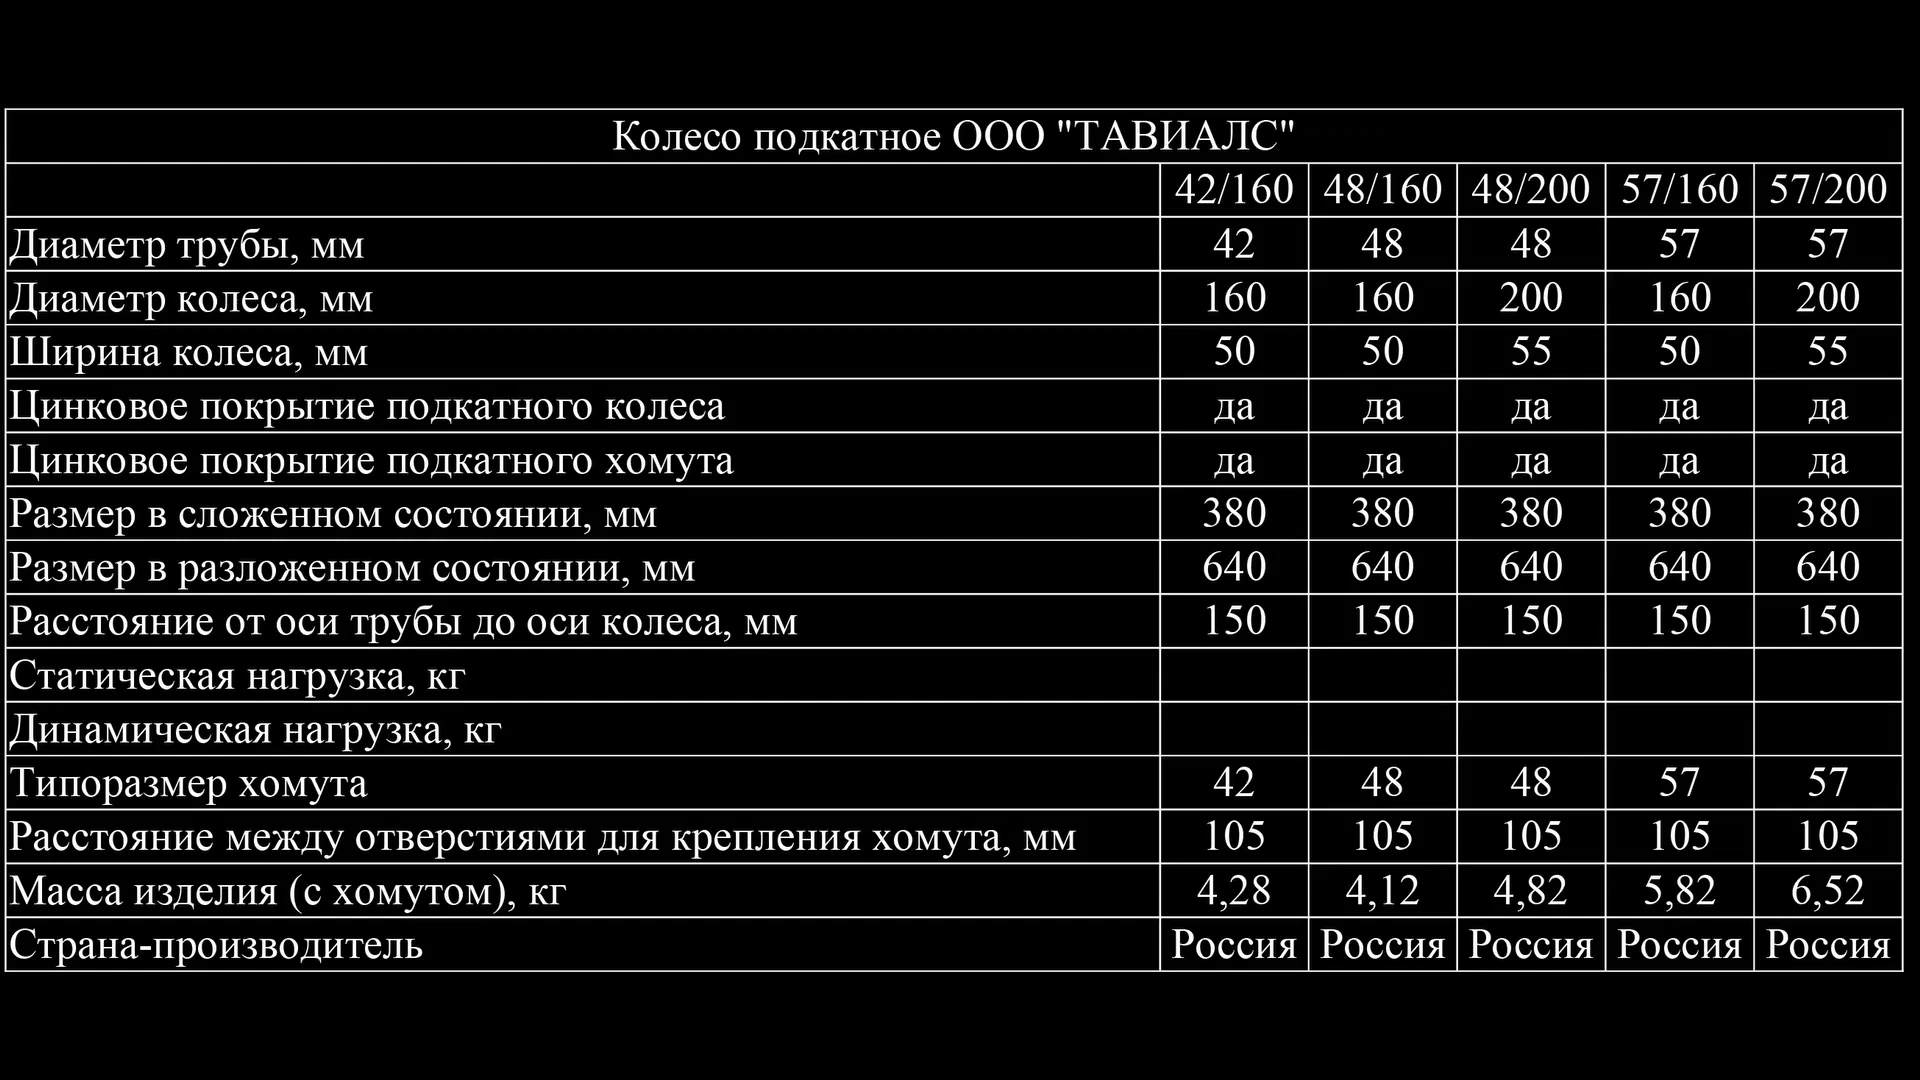 Колесо подкатное ООО "ТАВИАЛС"
42/160 48/160 48/200 57/160 57/200
Диаметр трубы, мм 42 48 48 57 57
Диаметр колеса, мм 160 160 200 160 200
Ширина колеса, мм 50 50 55 50 55
Цинковое покрытие подкатного колеса да да да да да
Цинковое покрытие подкатного хомута да да да да да
Размер в сложенном состоянии, мм 380 380 380 380 380
Размер в разложенном состоянии, мм 640 640 640 640 640
Расстояние от оси трубы до оси колеса, мм 150 150 150 150 150
Статическая нагрузка, кг
Динамическая нагрузка, кг
Типоразмер хомута 42 48 48 57 57
Расстояние между отверстиями для крепления хомута, мм 105 105 105 105 105
Масса изделия (с хомутом), кг 4,28 4,12 4,82 5,82 6,52
Страна-производитель Россия Россия Россия Россия Россия